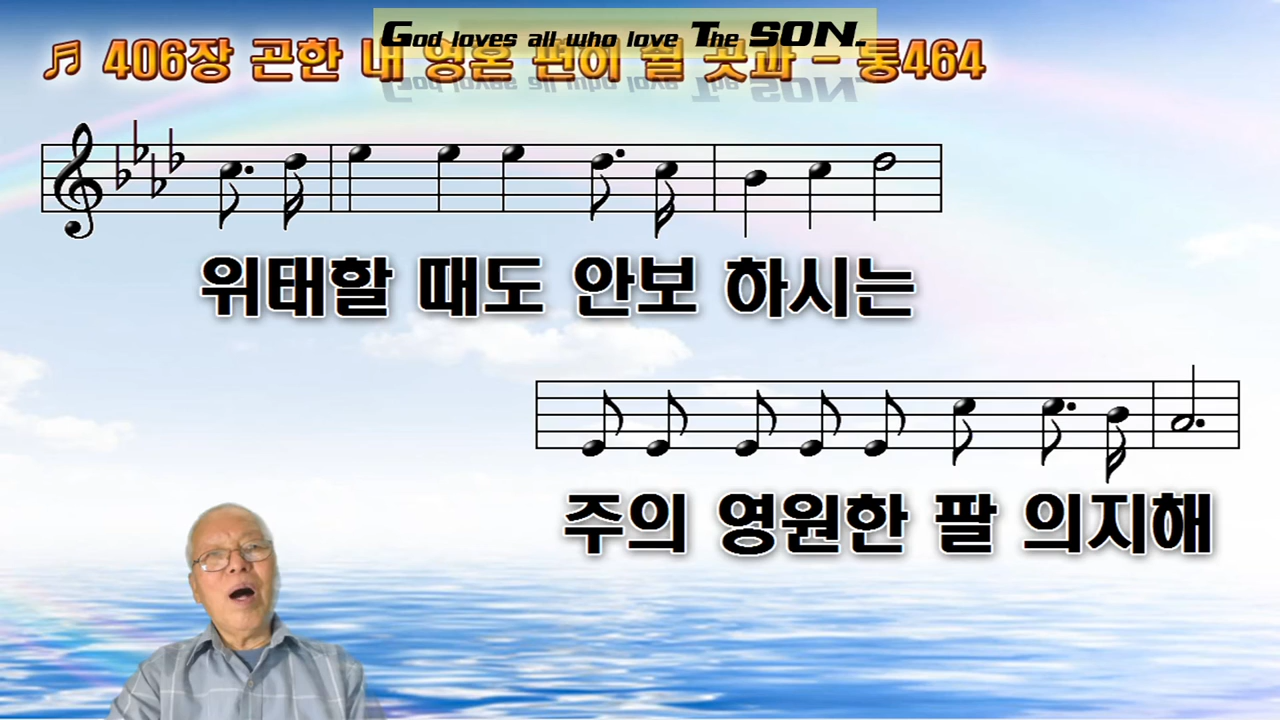 God loves all who love The SON.
406장 곤한 내 영혼 편히 쉴 곳과 - 통464
위태할 때도 안보 하시는
주의 영원한 팔 의지해